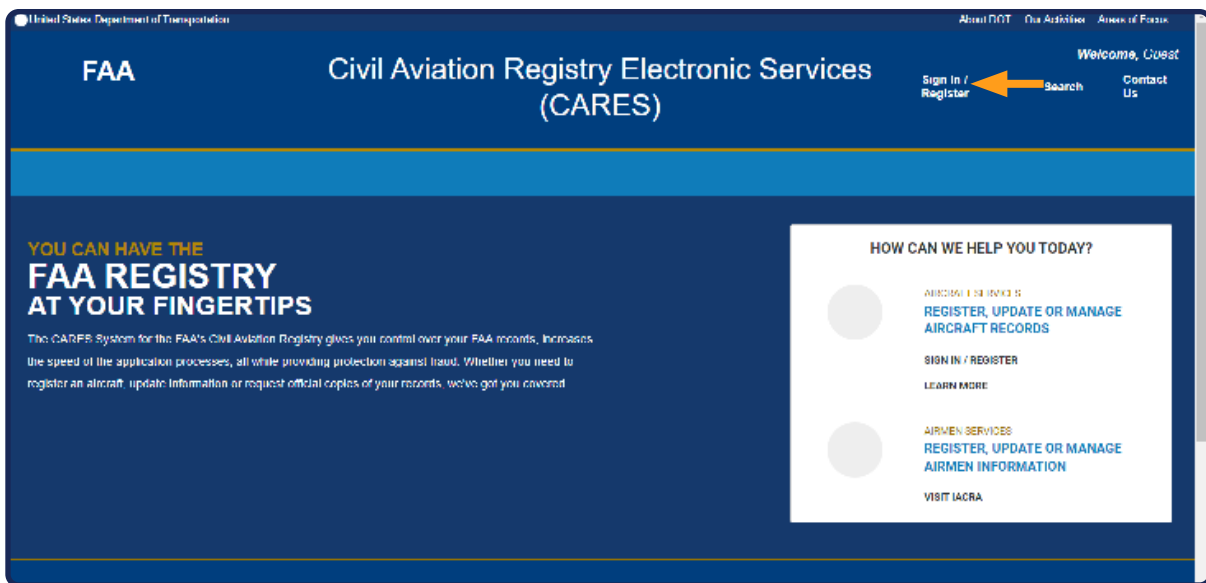 United States Department of Transportation
About DOT Our Activities Areas of Focus
Welcome, Guest
FAA
Civil Aviation Registry Electronic Services
(CARES)
Sign In /
Register
Search
Contact
Us
YOU CAN HAVE THE
FAA REGISTRY
AT YOUR FINGERTIPS
The CARES System for the FAA's Civil Aviation Registry gives you control over your FAA records, increases
the speed of the application processes, all while providing protection against fraud. Whether you need to
register an aircraft, update information or request official copies of your records, we've got you covered
HOW CAN WE HELP YOU TODAY?
AIRCRAFT SERVICES
REGISTER, UPDATE OR MANAGE
AIRCRAFT RECORDS
SIGN IN / REGISTER
LEARN MORE
AIRMEN SERVICES
REGISTER, UPDATE OR MANAGE
AIRMEN INFORMATION
VISIT IACRA